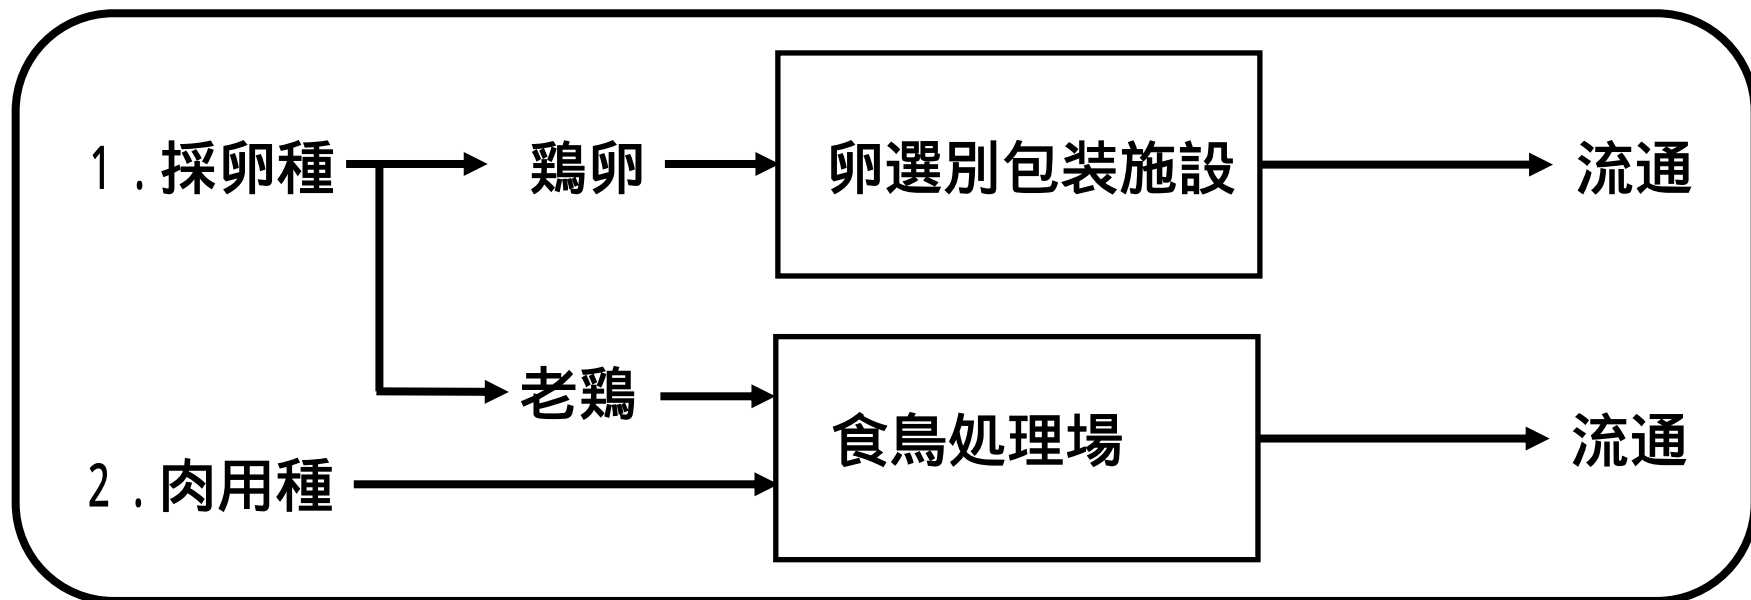 1．採卵種 鶏卵 卵選別包装施設 流通
老鶏
食鳥処理場 流通
2．肉用種